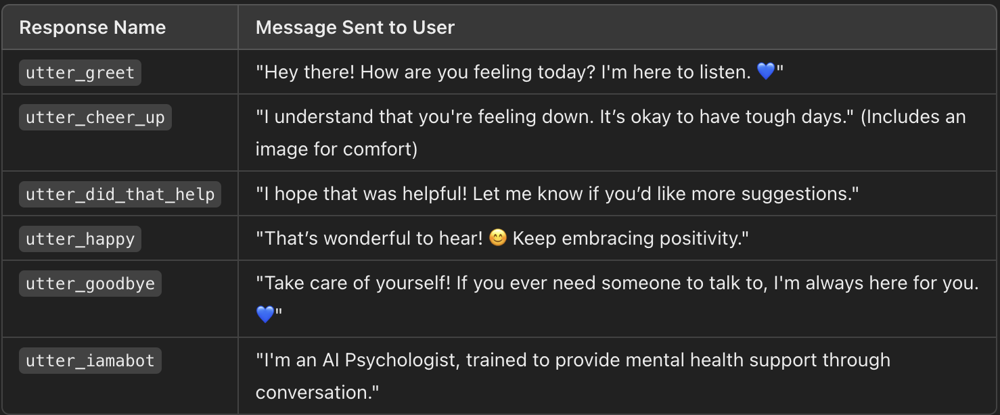 Response Name
Message Sent to User
utter_greet
"Hey there! How are you feeling today? I'm here to listen. 💙"
utter_cheer_up
"I understand that you're feeling down. It’s okay to have tough days." (Includes an
image for comfort)
utter_did_that_help
"I hope that was helpful! Let me know if you’d like more suggestions."
utter_happy
"That’s wonderful to hear! 😊 Keep embracing positivity."
utter_goodbye
"Take care of yourself! If you ever need someone to talk to, I'm always here for you.
💙"
utter_iamabot
"I'm an AI Psychologist, trained to provide mental health support through
conversation."